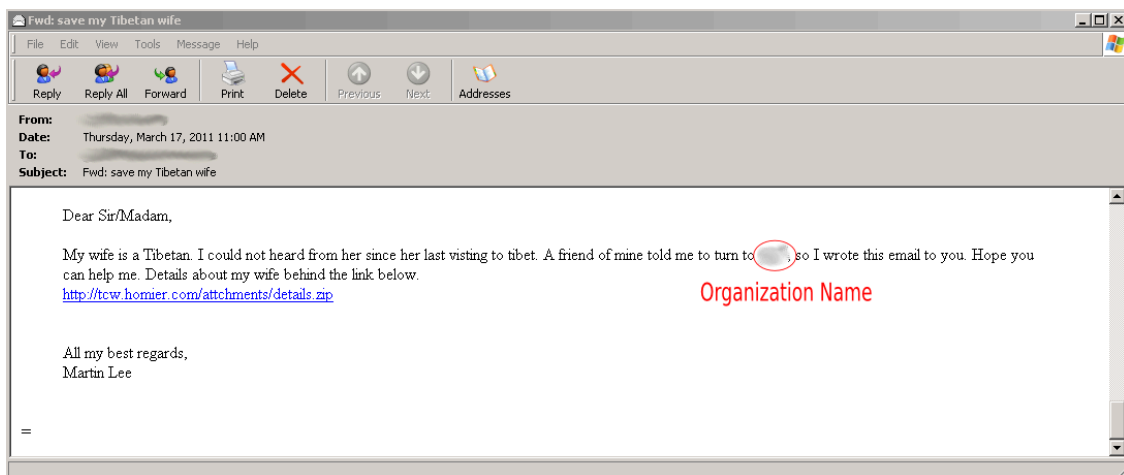 Fwd: save my Tibetan wife
File Edit View Tools Message Help
Reply Reply All Forward Print Delete Previous Next Addresses
From:
Date: Thursday, March 17, 2011 11:00 AM
To:
Subject: Fwd: save my Tibetan wife
Dear Sir/Madam,
My wife is a Tibetan. I could not heard from her since her last visting to tibet. A friend of mine told me to turn to , so I wrote this email to you. Hope you
can help me. Details about my wife behind the link below.
http://tcw.homier.com/attchments/details.zip
Organization Name
All my best regards,
Martin Lee
=